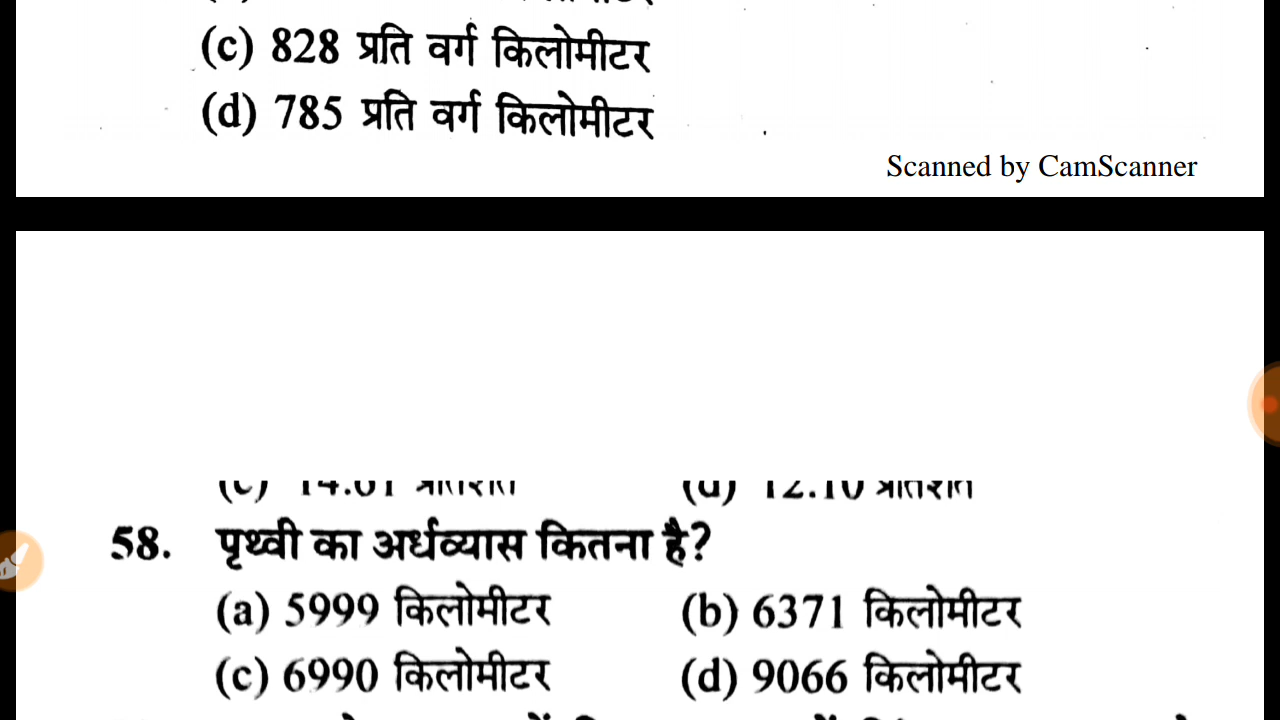 (c) 828 प्रति वर्ग किलोमीटर
(d) 785 प्रति वर्ग किलोमीटर
Scanned by CamScanner
58. पृथ्वी का अर्धव्यास कितना है?
(a) 5999 किलोमीटर (b) 6371 किलोमीटर
(c) 6990 किलोमीटर (d) 9066 किलोमीटर